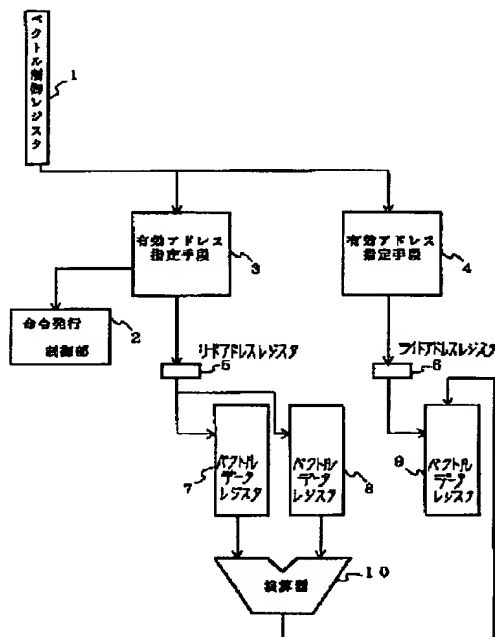 ベクトル制御レジスタ
1
有効アドレス
指定手段
3
有効アドレス
指定手段
4
命令発行
制御部
2
リードアドレスレジスタ
5
ライトアドレスレジスタ
6
7
ベクトル
データ
レジスタ
ベクトル
データ
レジスタ
8
9
ベクトル
データ
レジスタ
演算器
10